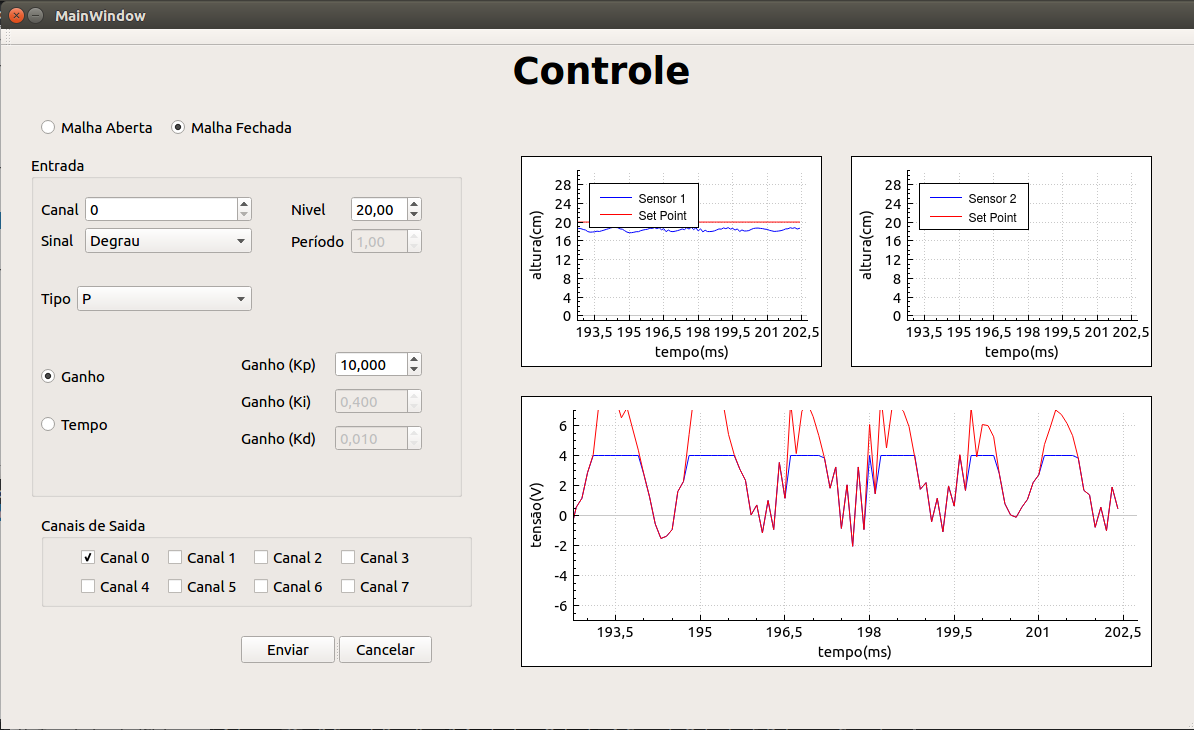 MainWindow
Controle
Malha Aberta Malha Fechada
Entrada
Canal 0 Nivel 20,00
Sinal Degrau Período 1,00
Tipo P
Ganho (Kp) 10,000
Ganho
Ganho (Ki) 0,400
Tempo
Ganho (Kd) 0,010
Canais de Saida
Canal 0 Canal 1 Canal 2 Canal 3
Canal 4 Canal 5 Canal 6 Canal 7
Enviar Cancelar
altura(cm)
28
24
20
16
12
8
4
0
Sensor 1
Set Point
193,5 195 196,5 198 199,5 201 202,5
tempo(ms)
altura(cm)
28
24
20
16
12
8
4
0
Sensor 2
Set Point
193,5 195 196,5 198 199,5 201 202,5
tempo(ms)
tensão(V)
6
4
2
0
-2
-4
-6
193,5 195 196,5 198 199,5 201 202,5
tempo(ms)